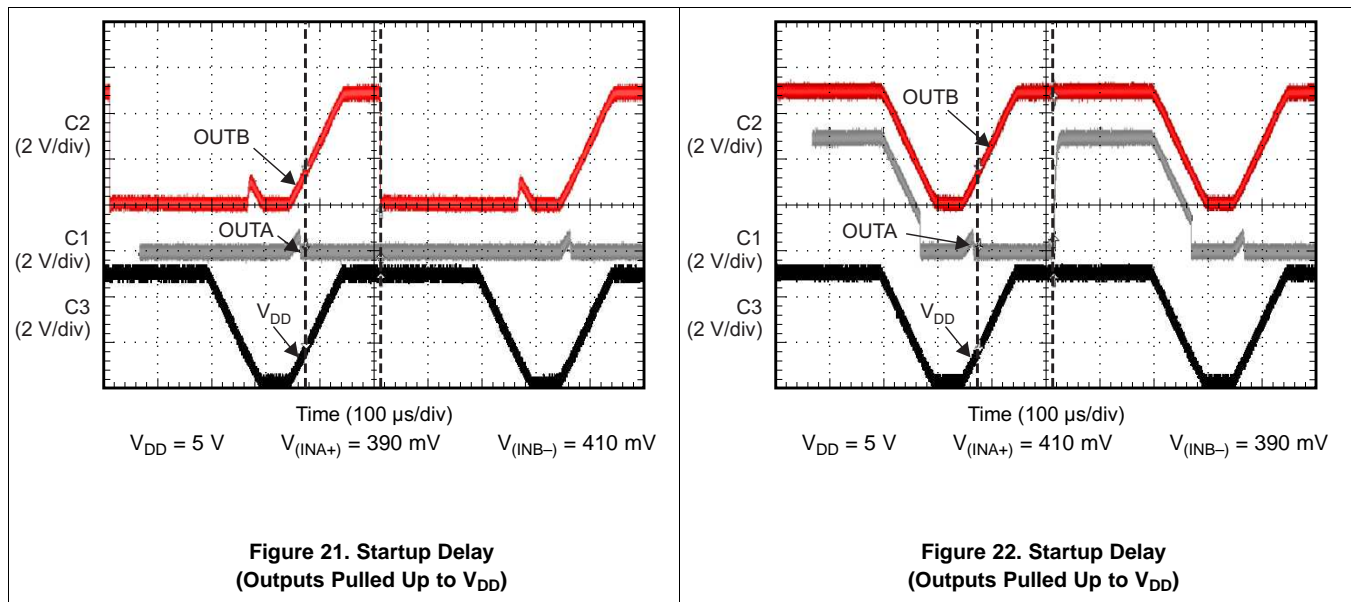 C2
(2 V/div)
OUTB
OUTA
C1
(2 V/div)
C3
(2 V/div)
VDD
Time (100 µs/div)
VDD = 5 V V(INA+) = 390 mV V(INB–) = 410 mV
Figure 21. Startup Delay
(Outputs Pulled Up to VDD)
C2
(2 V/div)
OUTB
OUTA
C1
(2 V/div)
C3
(2 V/div)
VDD
Time (100 µs/div)
VDD = 5 V V(INA+) = 410 mV V(INB–) = 390 mV
Figure 22. Startup Delay
(Outputs Pulled Up to VDD)